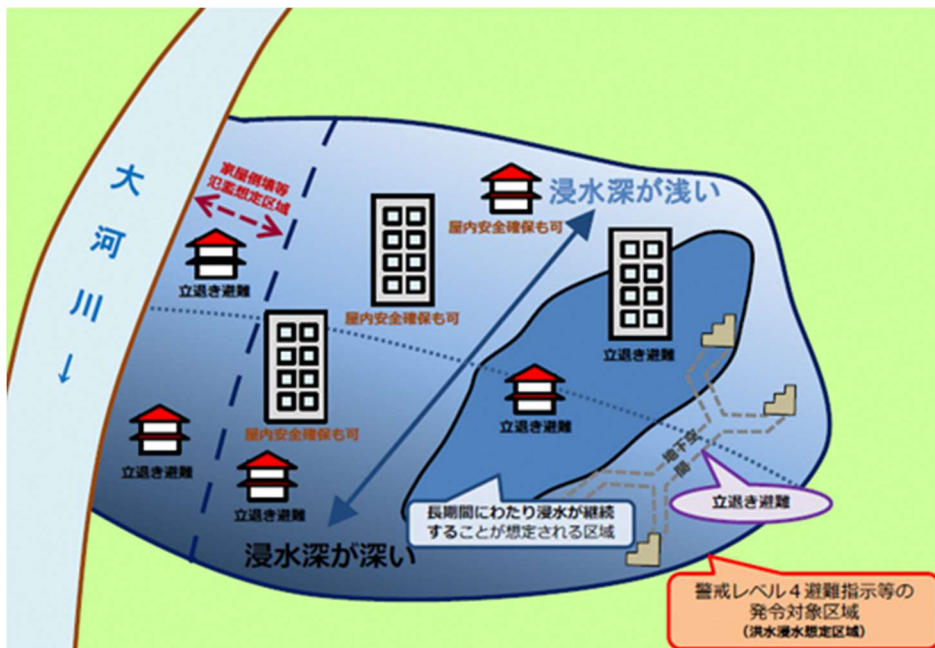 大河川→
家屋倒壊等
氾濫想定区域
立退き避難
屋内安全確保も可
屋内安全確保も可
浸水深が浅い
立退き避難
屋内安全確保も可
立退き避難
立退き避難
立退き避難
地下空間
立退き避難
長期間にわたり浸水が継続
することが想定される区域
浸水深が深い
警戒レベル4避難指示等の
発令対象区域
(洪水浸水想定区域)